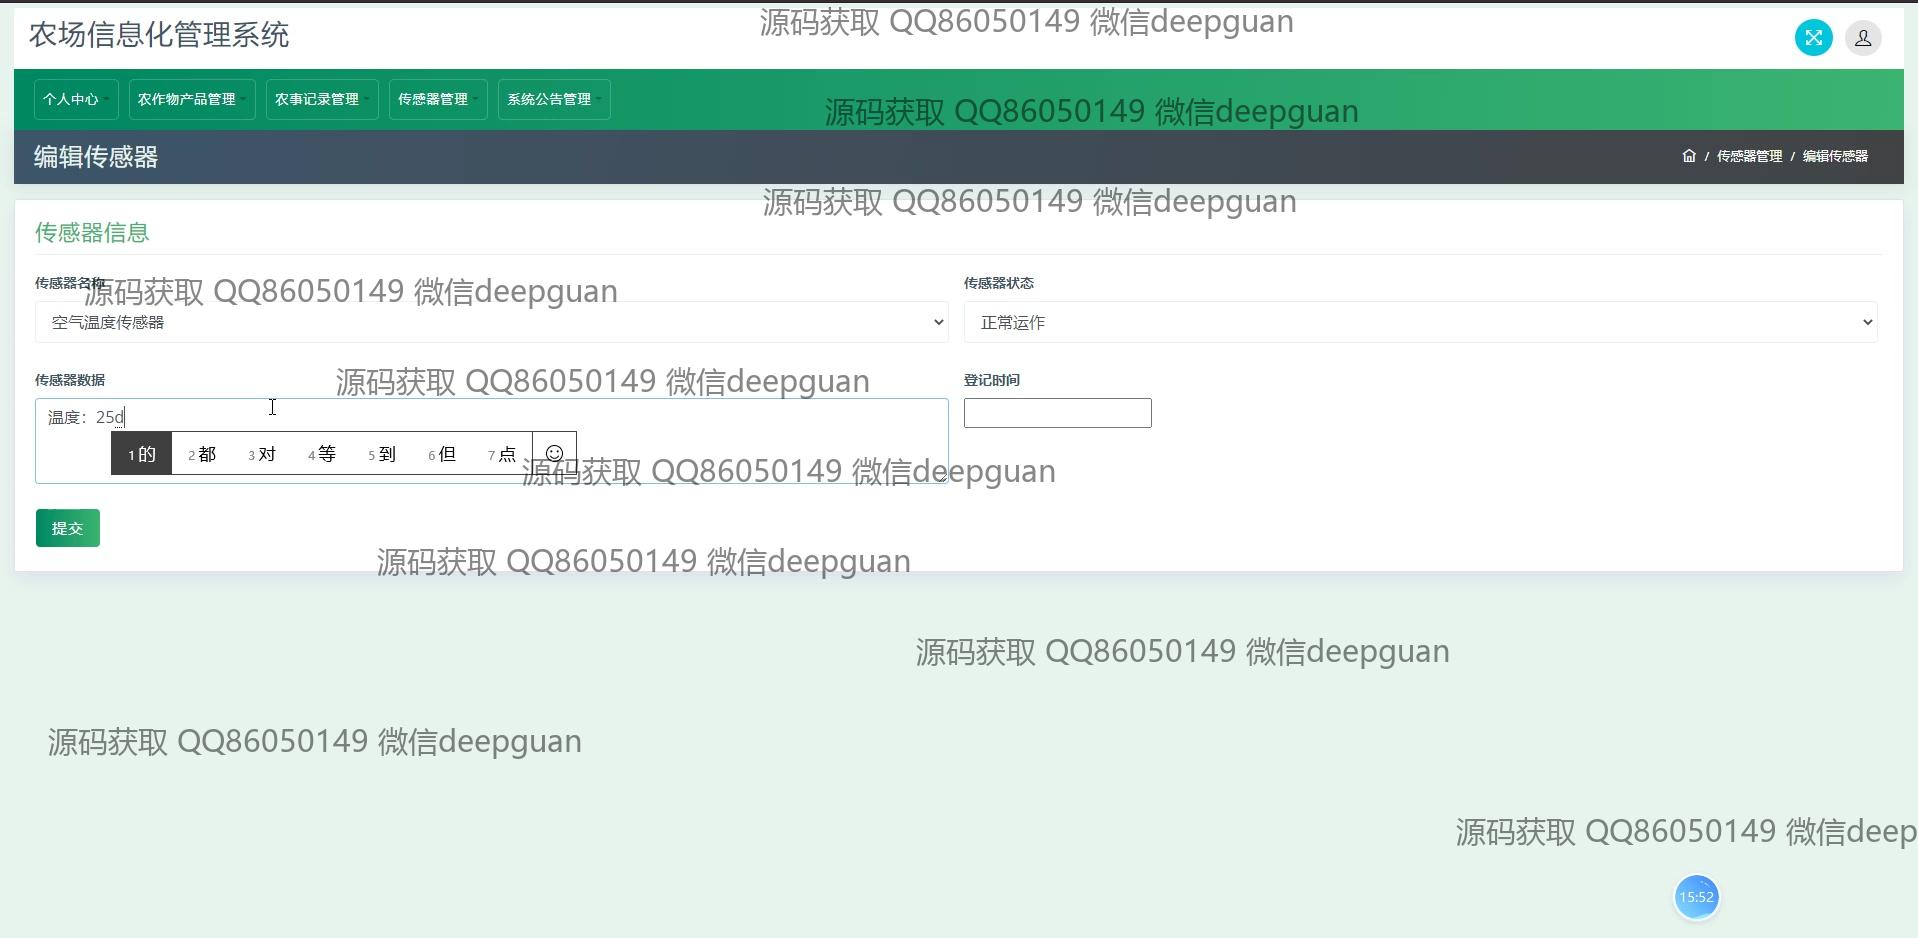 源码获取 QQ86050149 微信deepguan
农场信息化管理系统
个人中心 农作物产品管理 农事记录管理 传感器管理 系统公告管理
源码获取 QQ86050149 微信deepguan
编辑传感器
/ 传感器管理 / 编辑传感器
源码获取 QQ86050149 微信deepguan
传感器信息
传感器名称 传感器状态
源码获取 QQ86050149 微信deepguan
空气温度传感器 正常运作
传感器数据 登记时间
源码获取 QQ86050149 微信deepguan
温度：25d
1 的 2 都 3 对 4 等 5 到 6 但 7 点
源码获取 QQ86050149 微信deepguan
提交
源码获取 QQ86050149 微信deepguan
源码获取 QQ86050149 微信deepguan
源码获取 QQ86050149 微信deepguan
源码获取 QQ86050149 微信deep
15:52